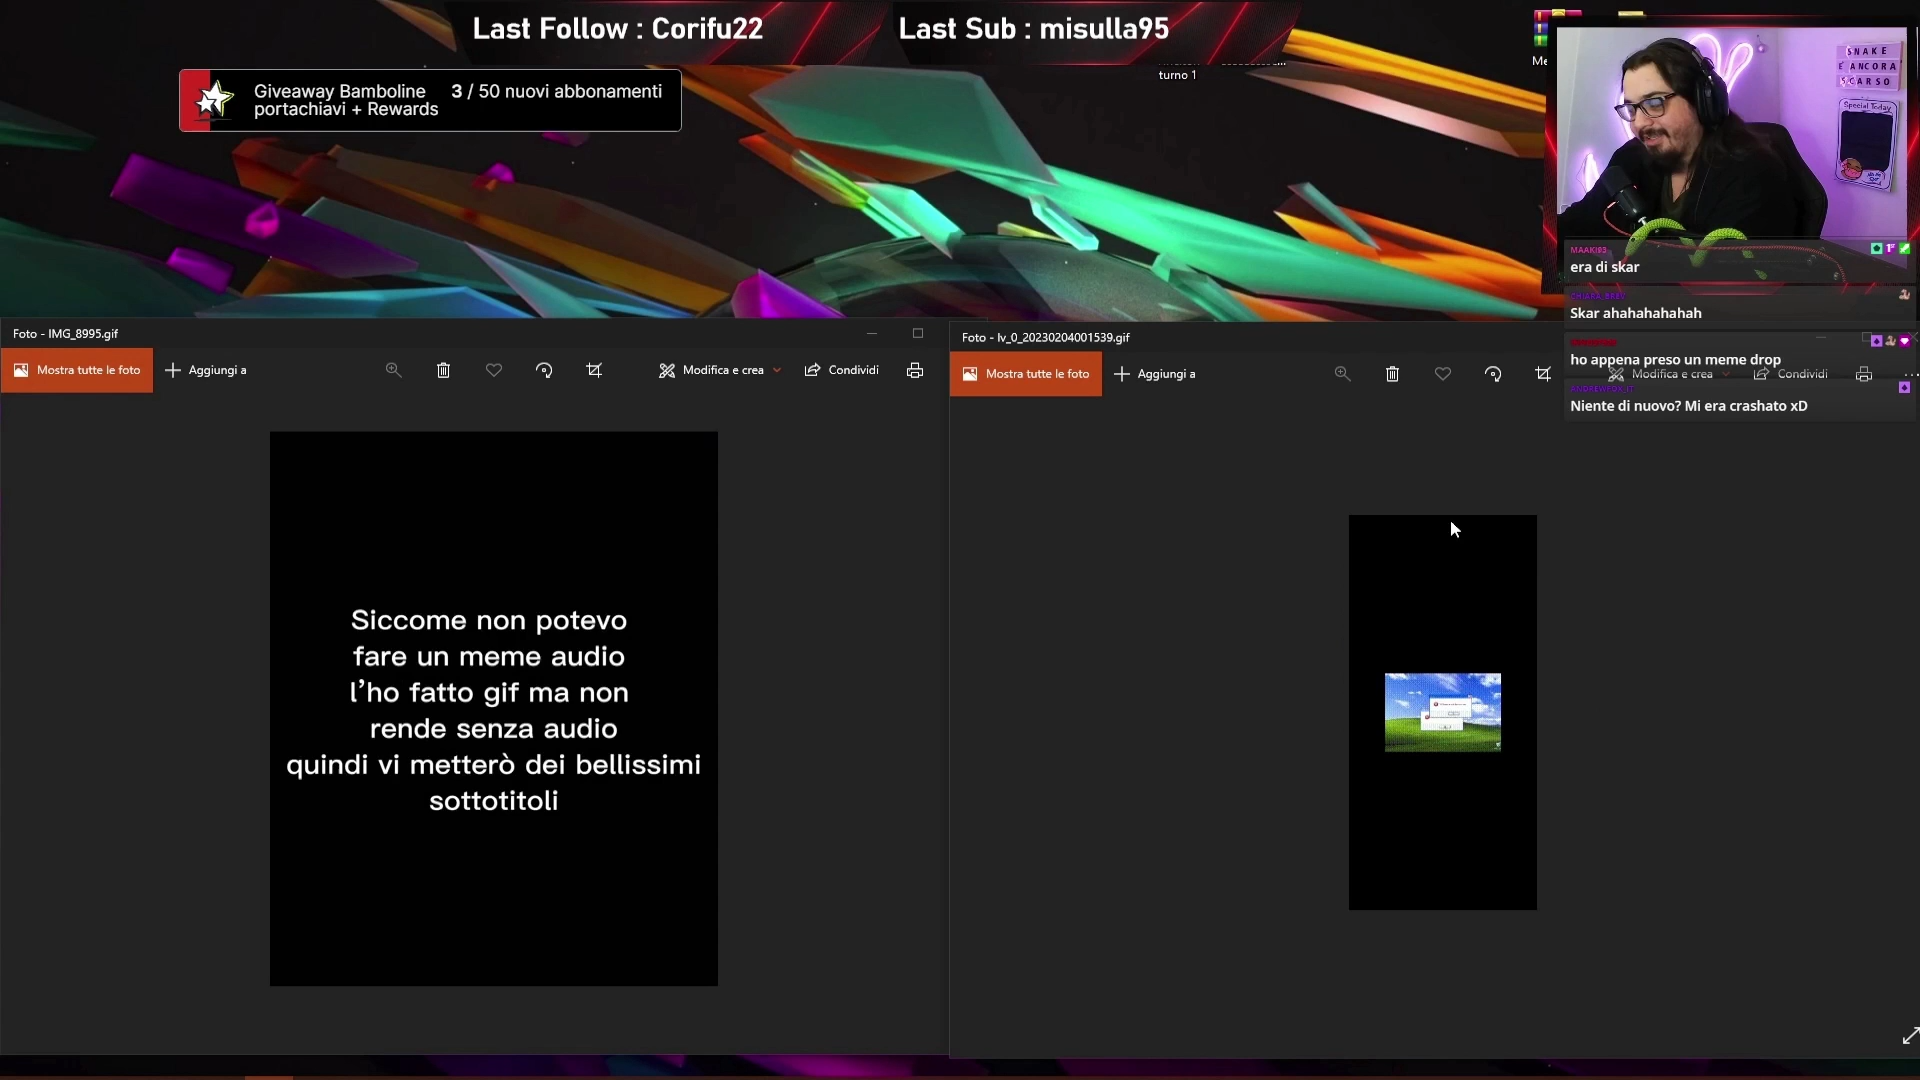 Last Follow : Corifu22
Last Sub : misulla95
Giveaway Bamboline
portachiavi + Rewards
3 / 50 nuovi abbonamenti
turno 1
Me
SNAKE
E ANCORA
SCARSO
Special Today
MAAKI93
era di skar
Skar ahahahahahah
ho appena preso un meme drop
Niente di nuovo? Mi era crashato xD
Foto - IMG_8995.gif
Mostra tutte le foto
Aggiungi a
Modifica e crea
Condividi
Siccome non potevo
fare un meme audio
l'ho fatto gif ma non
rende senza audio
quindi vi metterò dei bellissimi
sottotitoli
Foto - lv_0_20230204001539.gif
Mostra tutte le foto
Aggiungi a
Modifica e crea
Condividi